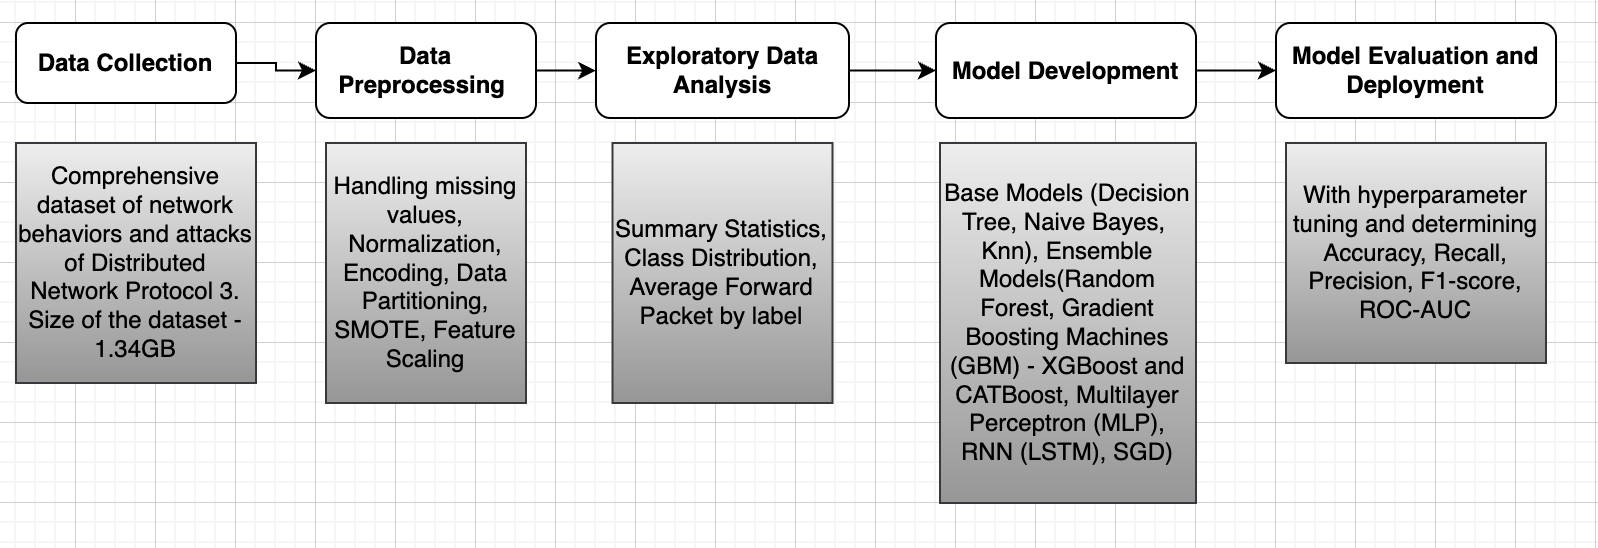 Data Collection
Data
Preprocessing
Exploratory Data
Analysis
Model Development
Model Evaluation and
Deployment
Comprehensive
dataset of network
behaviors and attacks
of Distributed
Network Protocol 3.
Size of the dataset -
1.34GB
Handling missing
values,
Normalization,
Encoding, Data
Partitioning,
SMOTE, Feature
Scaling
Summary Statistics,
Class Distribution,
Average Forward
Packet by label
Base Models (Decision
Tree, Naive Bayes,
Knn), Ensemble
Models(Random
Forest, Gradient
Boosting Machines
(GBM) - XGBoost and
CATBoost, Multilayer
Perceptron (MLP),
RNN (LSTM), SGD)
With hyperparameter
tuning and determining
Accuracy, Recall,
Precision, F1-score,
ROC-AUC